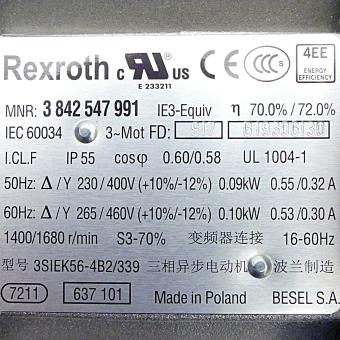 Rexroth c UR US CE CCC 4EE
E 233211 ENERGY EFFICIENCY
MNR: 3 842 547 991 IE3-Equiv η 70.0% / 72.0%
IEC 60034 3~Mot FD:
I.CL.F IP 55 cosφ 0.60/0.58 UL 1004-1
50Hz: Δ / Y 230 / 400V (+10%/-12%) 0.09kW 0.55 / 0.32 A
60Hz: Δ / Y 265 / 460V (+10%/-12%) 0.10kW 0.53 / 0.30 A
1400/1680 r/min S3-70% 变频器连接 16-60Hz
型号 3SIEK56-4B2/339 三相异步电动机 波兰制造
7211 637 101 Made in Poland BESEL S.A.